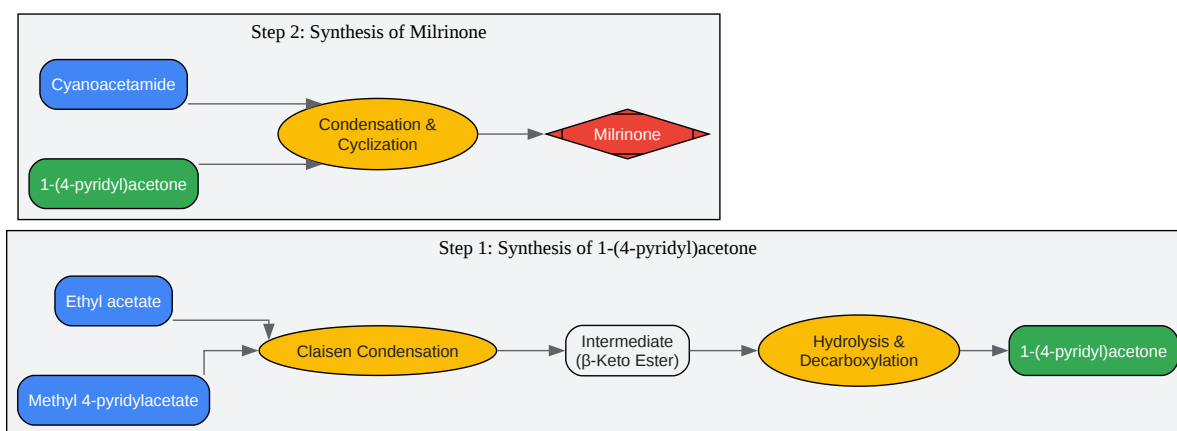 Step 2: Synthesis of Milrinone
Cyanoacetamide
Condensation &
Cyclization
Milrinone
1-(4-pyridyl)acetone
Step 1: Synthesis of 1-(4-pyridyl)acetone
Ethyl acetate
Claisen Condensation
Intermediate
(β-Keto Ester)
Hydrolysis &
Decarboxylation
1-(4-pyridyl)acetone
Methyl 4-pyridylacetate